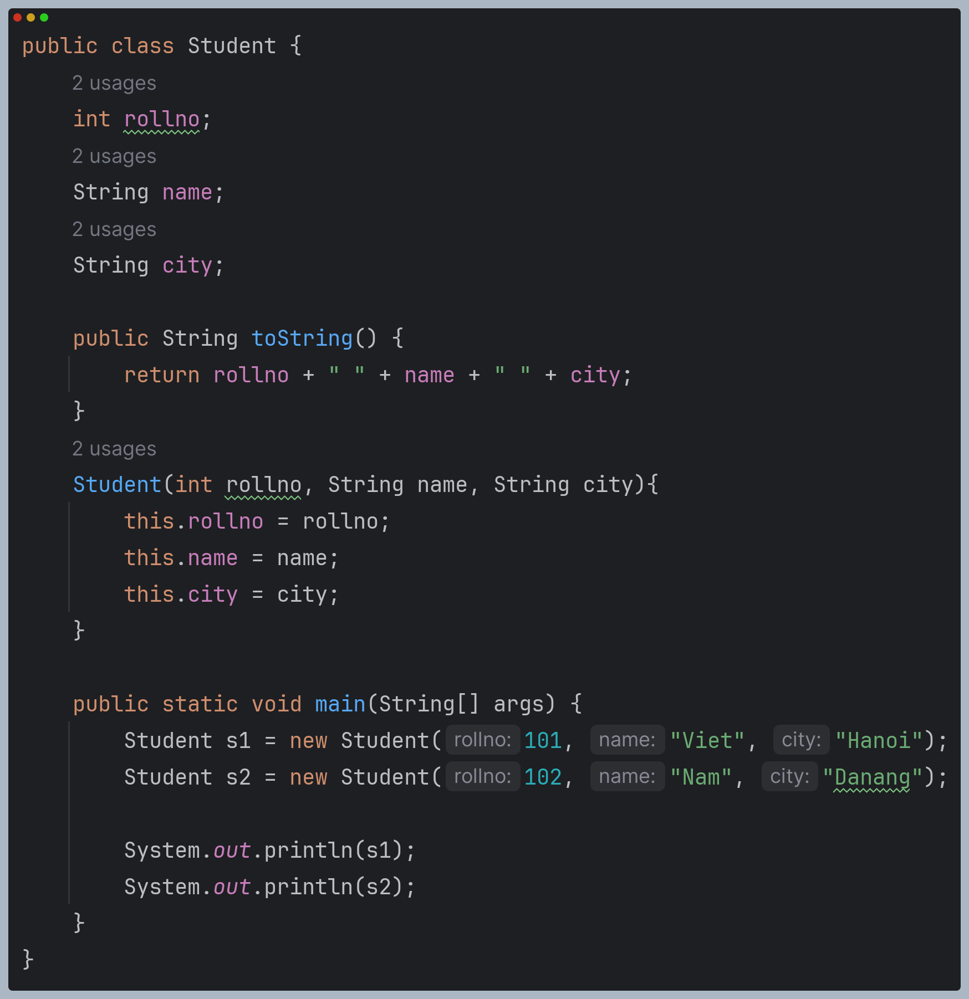 public class Student {
2 usages
int rollno;
2 usages
String name;
2 usages
String city;
public String toString() {
return rollno + " " + name + " " + city;
}
2 usages
Student(int rollno, String name, String city){
this.rollno = rollno;
this.name = name;
this.city = city;
}
public static void main(String[] args) {
Student s1 = new Student( rollno: 101, name: "Viet", city: "Hanoi");
Student s2 = new Student( rollno: 102, name: "Nam", city: "Danang");
System.out.println(s1);
System.out.println(s2);
}
}